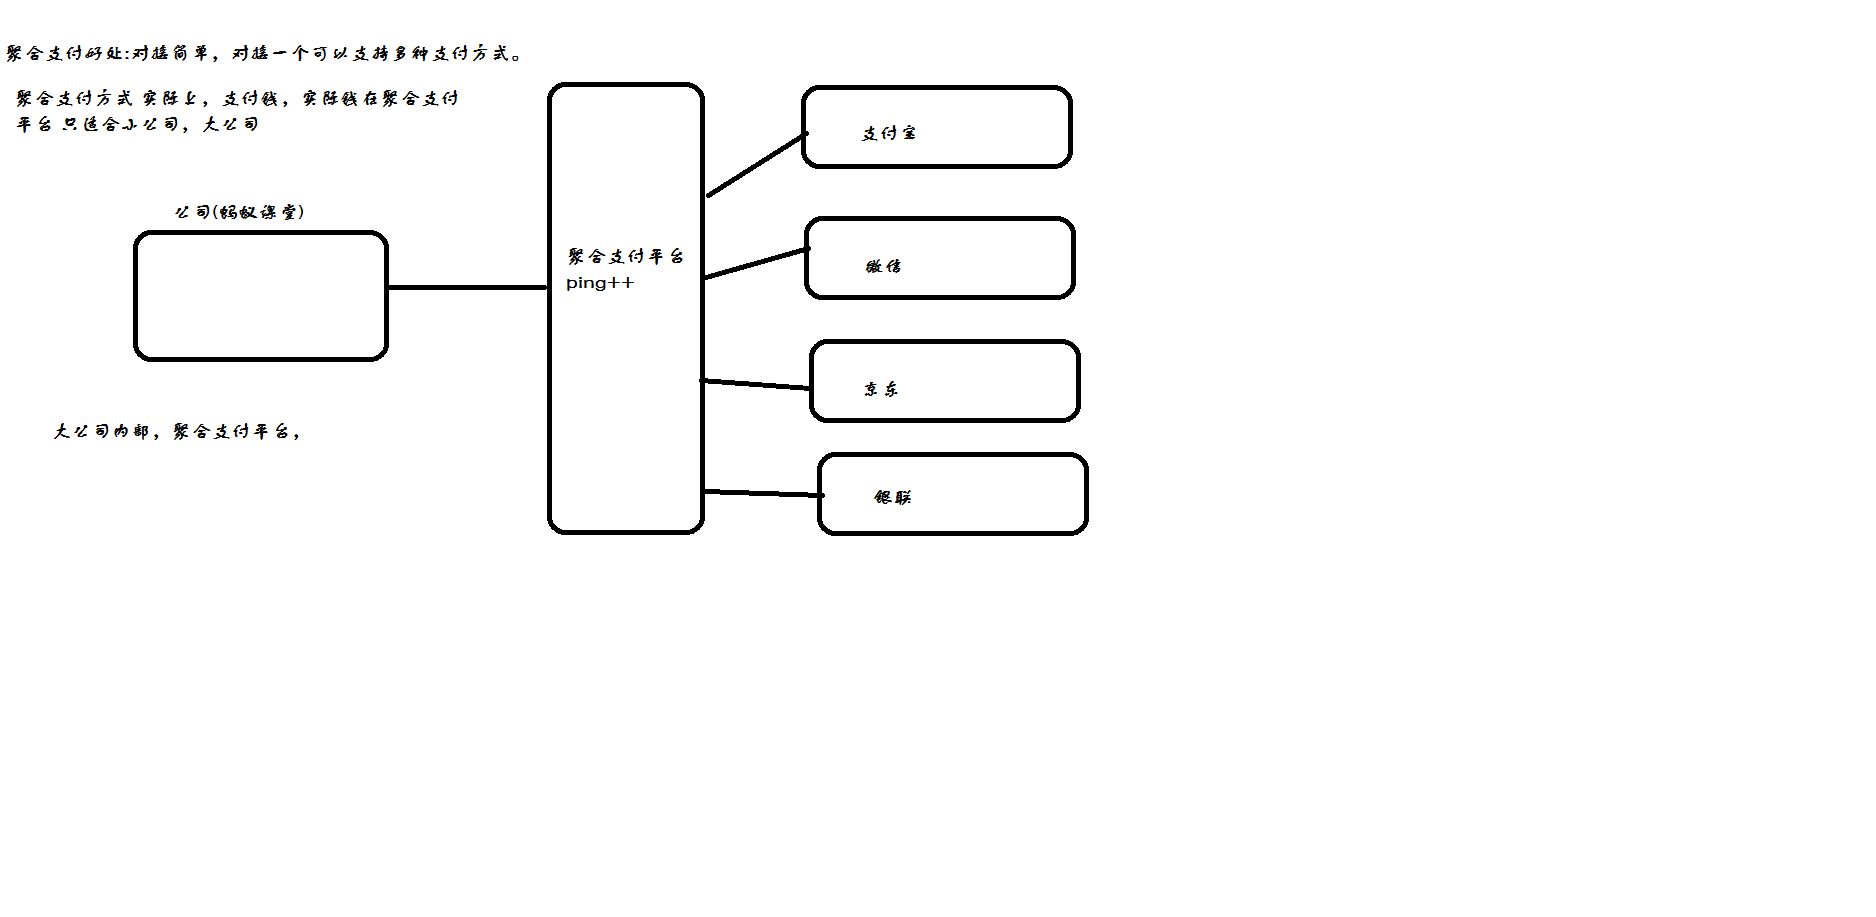 聚合支付好处:对接简单，对接一个可以支持多种支付方式。
聚合支付方式 实际上，支付钱，实际钱在聚合支付
平台 只适合小公司，大公司
公司(蚂蚁课堂)
聚合支付平台
ping++
支付宝
微信
京东
银联
大公司内部，聚合支付平台，